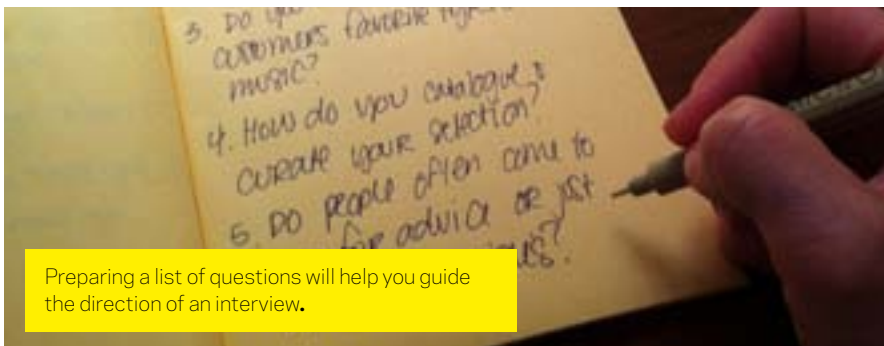 3. DO you
customers favorite
music?
4. How do you catalogue &
curate your selection?
5. DO people often come to
for advice or just
Preparing a list of questions will help you guide
the direction of an interview.